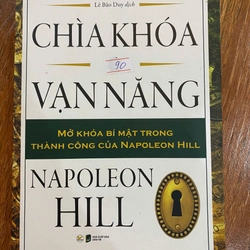 Lê Bảo Duy dịch
CHÌA KHÓA
90
VẠN NĂNG
MỞ KHÓA BÍ MẬT TRONG
THÀNH CÔNG CỦA NAPOLEON HILL
NAPOLEON
HILL